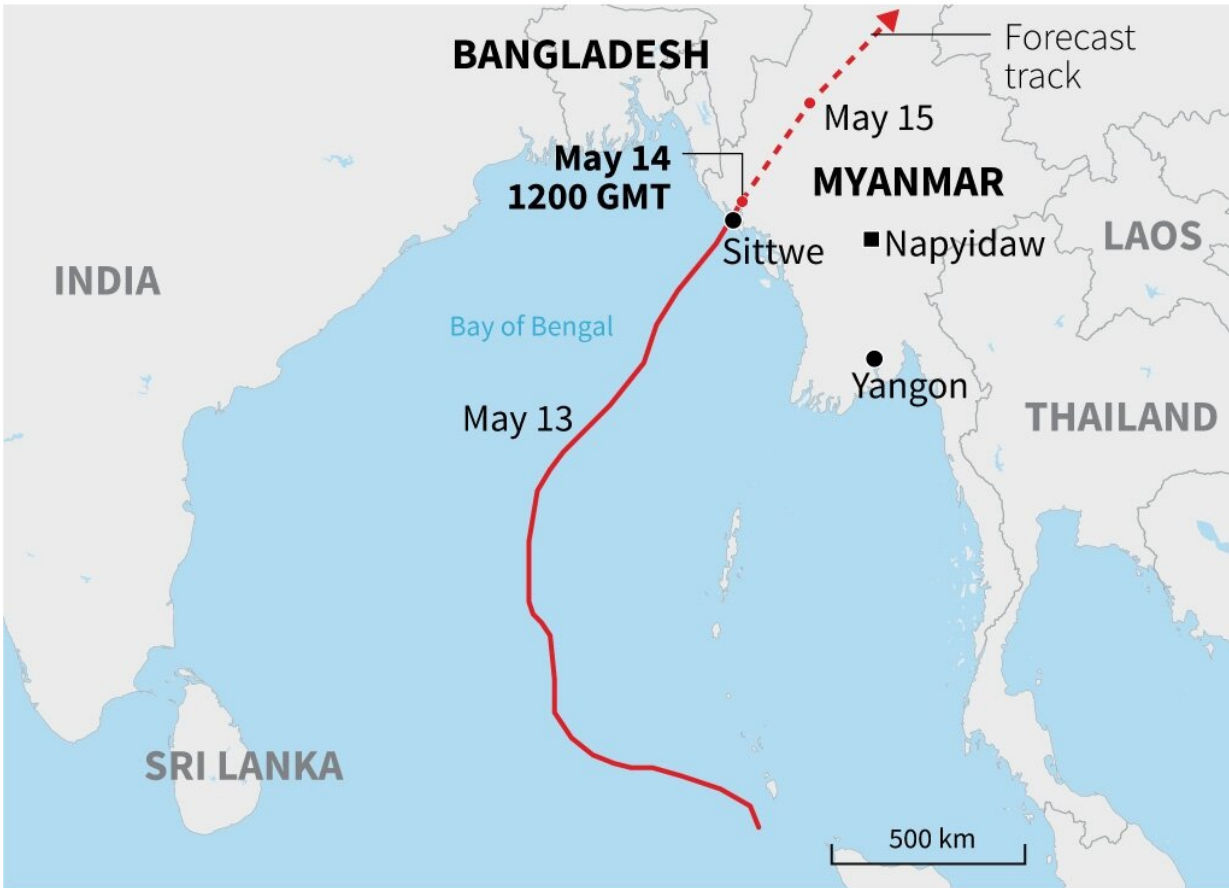 BANGLADESH
Forecast
track
May 15
May 14
1200 GMT
MYANMAR
Sittwe
Napyidaw
LAOS
INDIA
Bay of Bengal
Yangon
May 13
THAILAND
SRI LANKA
500 km